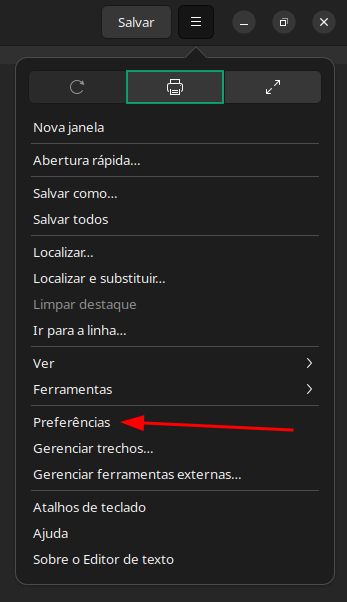 Salvar
Nova janela
Abertura rápida...
Salvar como...
Salvar todos
Localizar...
Localizar e substituir...
Limpar destaque
Ir para a linha...
Ver
Ferramentas
Preferências
Gerenciar trechos...
Gerenciar ferramentas externas...
Atalhos de teclado
Ajuda
Sobre o Editor de texto